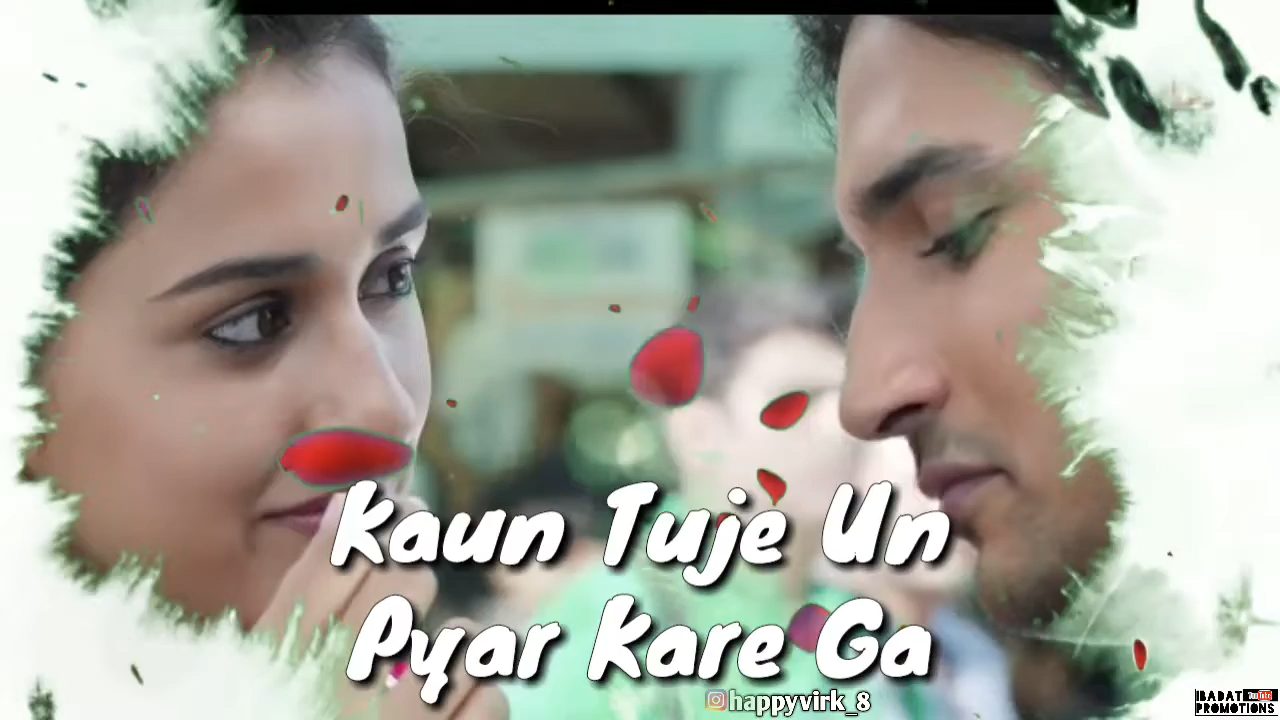 Kaun Tuje Un
Pyar Kare Ga
happyvirk_8
IBADAT
PROMOTIONS